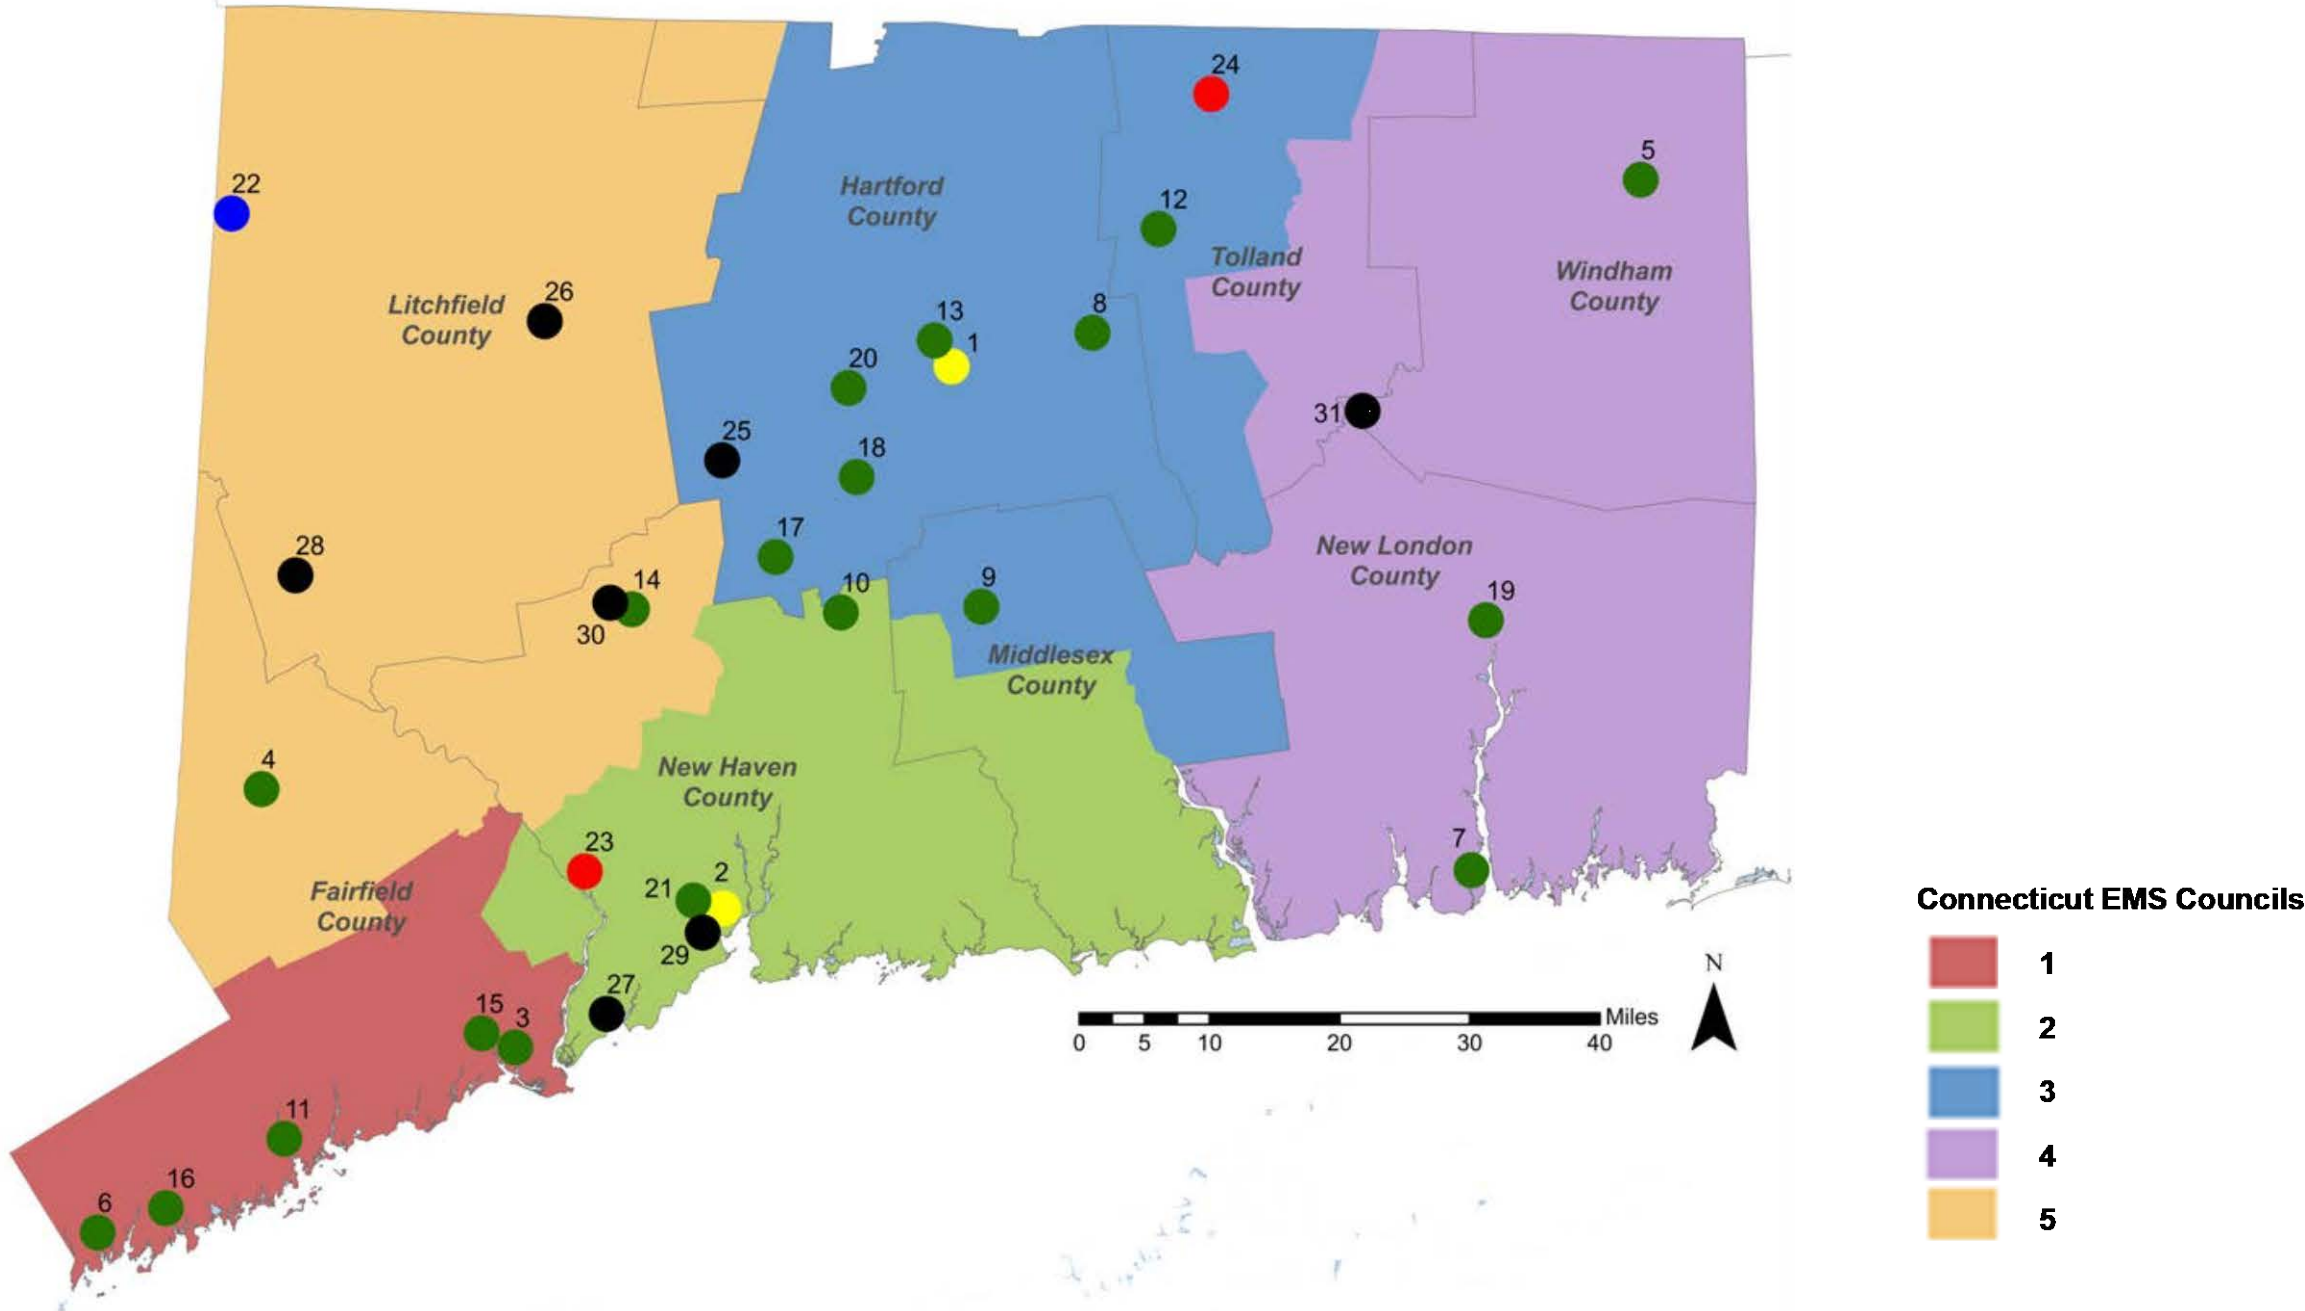 24
5
22
Hartford
County
12
Tolland
County
Windham
County
26
Litchfield
County
13
8
1
20
31
25
18
17
28
New London
County
14
10
9
19
30
Middlesex
County
4
New Haven
County
23
7
2
21
Fairfield
County
29
27
15
3
11
16
6
N
Miles
0 5 10 20 30 40
Connecticut EMS Councils
1
2
3
4
5